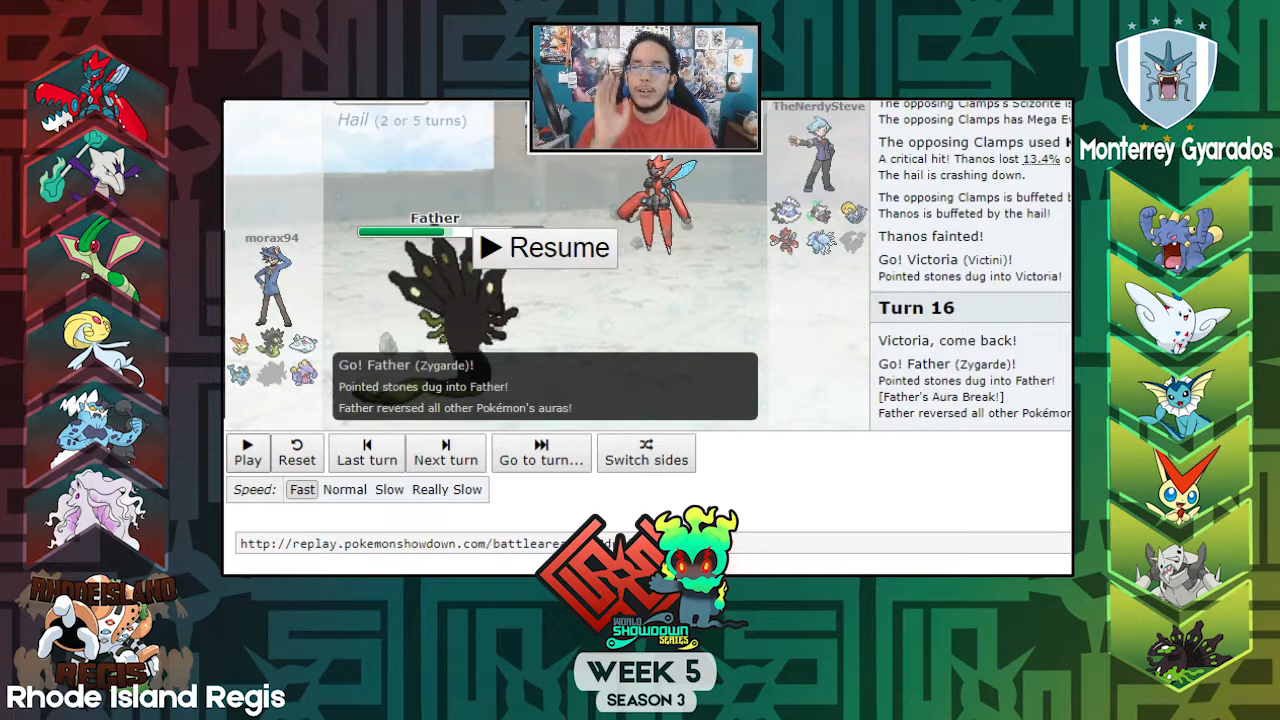 Hail (2 or 5 turns)
Father
morax94
Resume
TheNerdySteve
Go! Father (Zygarde)!
Pointed stones dug into Father!
Father reversed all other Pokémon's auras!
The opposing Clamps's Scizorite is
The opposing Clamps has Mega Ev
The opposing Clamps used
A critical hit! Thanos lost 13.4% o
The hail is crashing down.
The opposing Clamps is buffeted b
Thanos is buffeted by the hail!
Thanos fainted!
Go! Victoria (Victini)!
Pointed stones dug into Victoria!
Turn 16
Victoria, come back!
Go! Father (Zygarde)!
Pointed stones dug into Father!
[Father's Aura Break!]
Father reversed all other Pokémon
Play
Reset
Last turn
Next turn
Go to turn...
Switch sides
Speed: Fast Normal Slow Really Slow
http://replay.pokemonshowdown.com/battleare
WORLD
SHOWDOWN
SERIES
WEEK 5
SEASON 3
RHODE ISLAND
REGIS
Rhode Island Regis
Monterrey Gyarados